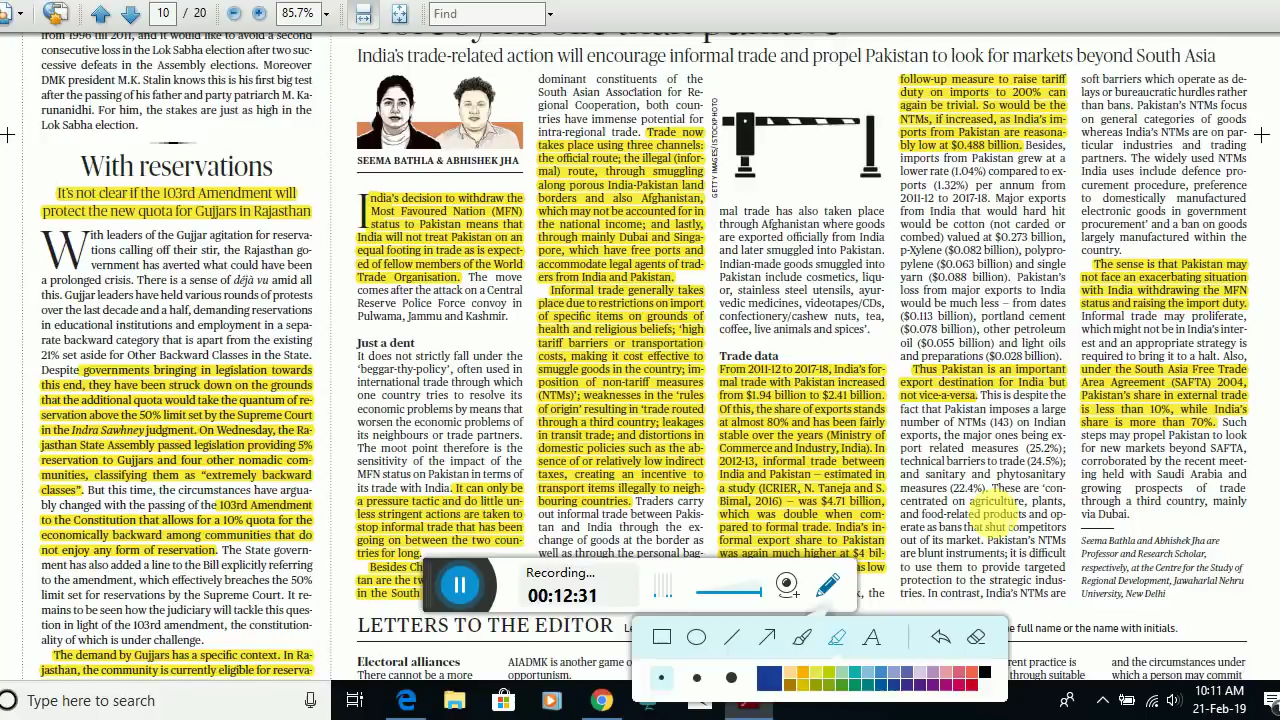 10 / 20
85.7%
Find
from 1996 till 2011, and it would like to avoid a second
consecutive loss in the Lok Sabha election after two suc-
cessive defeats in the Assembly elections. Moreover
DMK president M.K. Stalin knows this is his first big test
after the passing of his father and party patriarch M. Ka-
runanidhi. For him, the stakes are just as high in the
Lok Sabha election.
With reservations
It's not clear if the 103rd Amendment will
protect the new quota for Gujjars in Rajasthan
With leaders of the Gujjar agitation for reserva-
tions calling off their stir, the Rajasthan go-
vernment has averted what could have been
a prolonged crisis. There is a sense of déjà vu amid all
this. Gujjar leaders have held various rounds of protests
over the last decade and a half, demanding reservations
in educational institutions and employment in a sepa-
rate backward category that is apart from the existing
21% set aside for Other Backward Classes in the State.
Despite governments bringing in legislation towards
this end, they have been struck down on the grounds
that the additional quota would take the quantum of re-
servation above the 50% limit set by the Supreme Court
in the Indra Sawhney judgment. On Wednesday, the Ra-
jasthan State Assembly passed legislation providing 5%
reservation to Gujjars and four other nomadic com-
munities, classifying them as “extremely backward
classes”. But this time, the circumstances have argua-
bly changed with the passing of the 103rd Amendment
to the Constitution that allows for a 10% quota for the
economically backward among communities that do
not enjoy any form of reservation. The State govern-
ment has also added a line to the Bill explicitly referring
to the amendment, which effectively breaches the 50%
limit set for reservations by the Supreme Court. It re-
mains to be seen how the judiciary will tackle this ques-
tion in light of the 103rd amendment, the constitution-
ality of which is under challenge.
The demand by Gujjars has a specific context. In Ra-
jasthan, the community is currently eligible for reserva-
India's trade-related action will encourage informal trade and propel Pakistan to look for markets beyond South Asia
SEEMA BATHLA & ABHISHEK JHA
India's decision to withdraw the
Most Favoured Nation (MFN)
status to Pakistan means that
India will not treat Pakistan on an
equal footing in trade as is expect-
ed of fellow members of the World
Trade Organisation. The move
comes after the attack on a Central
Reserve Police Force convoy in
Pulwama, Jammu and Kashmir.
Just a dent
It does not strictly fall under the
‘beggar-thy-policy’, often used in
international trade through which
one country tries to resolve its
economic problems by means that
worsen the economic problems of
its neighbours or trade partners.
The moot point therefore is the
sensitivity of the impact of the
MFN status on Pakistan in terms of
its trade with India. It can only be
a pressure tactic and do little un-
less stringent actions are taken to
stop informal trade that has been
going on between the two coun-
tries for long.
Besides
tan are the tw
in the South
dominant constituents of the
South Asian Association for Re-
gional Cooperation, both coun-
tries have immense potential for
intra-regional trade. Trade now
takes place using three channels:
the official route; the illegal (infor-
mal) route, through smuggling
along porous India-Pakistan land
borders and also Afghanistan,
which may not be accounted for in
the national income; and lastly,
through mainly Dubai and Singa-
pore, which have free ports and
accommodate legal agents of trad-
ers from India and Pakistan.
Informal trade generally takes
place due to restrictions on import
of specific items on grounds of
health and religious beliefs; ‘high
tariff barriers or transportation
costs, making it cost effective to
smuggle goods in the country; im-
position of non-tariff measures
(NTMs)’; weaknesses in the ‘rules
of origin’ resulting in ‘trade routed
through a third country; leakages
in transit trade; and distortions in
domestic policies such as the ab-
sence of or relatively low indirect
taxes, creating an incentive to
transport items illegally to neigh-
bouring countries. Traders carry
out informal trade between Pakis-
tan and India through the ex-
change of goods at the border as
well as through the personal bag-
GETTY IMAGES/ISTOCKPHOTO
mal trade has also taken place
through Afghanistan where goods
are exported officially from India
and later smuggled into Pakistan.
Indian-made goods smuggled into
Pakistan include cosmetics, liqu-
or, stainless steel utensils, ayur-
vedic medicines, videotapes/CDs,
confectionery/cashew nuts, tea,
coffee, live animals and spices’.
Trade data
From 2011-12 to 2017-18, India's for-
mal trade with Pakistan increased
from $1.94 billion to $2.41 billion.
Of this, the share of exports stands
at almost 80% and has been fairly
stable over the years (Ministry of
Commerce and Industry, India). In
2012-13, informal trade between
India and Pakistan – estimated in
a study (ICRIER, N. Taneja and S.
Bimal, 2016) – was $4.71 billion,
which was double when com-
pared to formal trade. India's in-
formal export share to Pakistan
was again much higher at $4 bil-
as low
the
follow-up measure to raise tariff
duty on imports to 200% can
again be trivial. So would be the
NTMs, if increased, as India's im-
ports from Pakistan are reasona-
bly low at $0.488 billion. Besides,
imports from Pakistan grew at a
lower rate (1.04%) compared to ex-
ports (1.32%) per annum from
2011-12 to 2017-18. Major exports
from India that would hard hit
would be cotton (not carded or
combed) valued at $0.273 billion,
p-Xylene ($0.082 billion), polypro-
pylene ($0.063 billion) and single
yarn ($0.088 billion). Pakistan's
loss from major exports to India
would be much less – from dates
($0.113 billion), portland cement
($0.078 billion), other petroleum
oil ($0.055 billion) and light oils
and preparations ($0.028 billion).
Thus Pakistan is an important
export destination for India but
not vice-a-versa. This is despite the
fact that Pakistan imposes a large
number of NTMs (143) on Indian
exports, the major ones being ex-
port related measures (25.2%);
technical barriers to trade (24.5%);
and sanitary and phytosanitary
measures (22.4%). These are ‘con-
centrated on agriculture, plants,
and food-related products and op-
erate as bans that shut competitors
out of its market. Pakistan's NTMs
are blunt instruments; it is difficult
to use them to provide targeted
protection to the strategic indus-
tries. In contrast, India's NTMs are
soft barriers which operate as de-
lays or bureaucratic hurdles rather
than bans. Pakistan's NTMs focus
on general categories of goods
whereas India's NTMs are on par-
ticular industries and trading
partners. The widely used NTMs
India uses include defence pro-
curement procedure, preference
to domestically manufactured
electronic goods in government
procurement’ and a ban on goods
largely manufactured within the
country.
The sense is that Pakistan may
not face an exacerbating situation
with India withdrawing the MFN
status and raising the import duty.
Informal trade may proliferate,
which might not be in India's inter-
est and an appropriate strategy is
required to bring it to a halt. Also,
under the South Asia Free Trade
Area Agreement (SAFTA) 2004,
Pakistan's share in external trade
is less than 10%, while India's
share is more than 70%. Such
steps may propel Pakistan to look
for new markets beyond SAFTA,
corroborated by the recent meet-
ing held with Saudi Arabia and
growing prospects of trade
through a third country, mainly
via Dubai.
Seema Bathla and Abhishek Jha are
Professor and Research Scholar,
respectively, at the Centre for the Study of
Regional Development, Jawaharlal Nehru
University, New Delhi
Recording...
00:12:31
A
LETTERS TO THE EDITOR
he full name or the name with initials.
Electoral alliances
There cannot be a more
AIADMK is another game o
opportunism.
rent practice is
through suitable
and the circumstances under
which a person may commit
Type here to search
10:11 AM
21-Feb-19